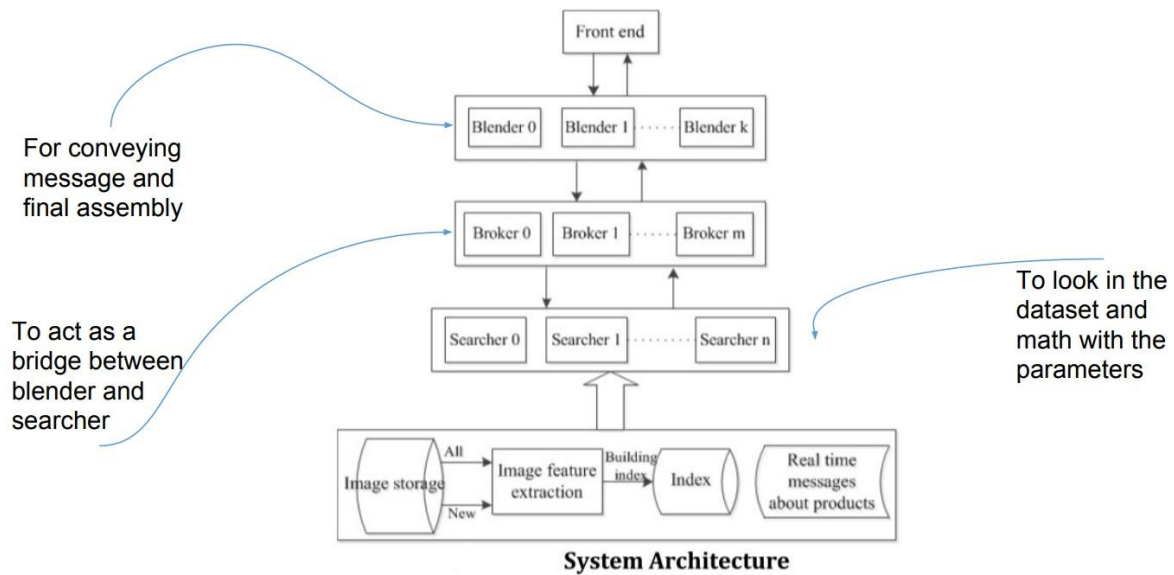 Front end
Blender 0 Blender 1 Blender k
For conveying
message and
final assembly
Broker 0 Broker 1 Broker m
To look in the
dataset and
math with the
parameters
To act as a
bridge between
blender and
searcher
Searcher 0 Searcher 1 Searcher n
Image storage
All
New
Image feature
extraction
Building
index
Index
Real time
messages
about products
System Architecture